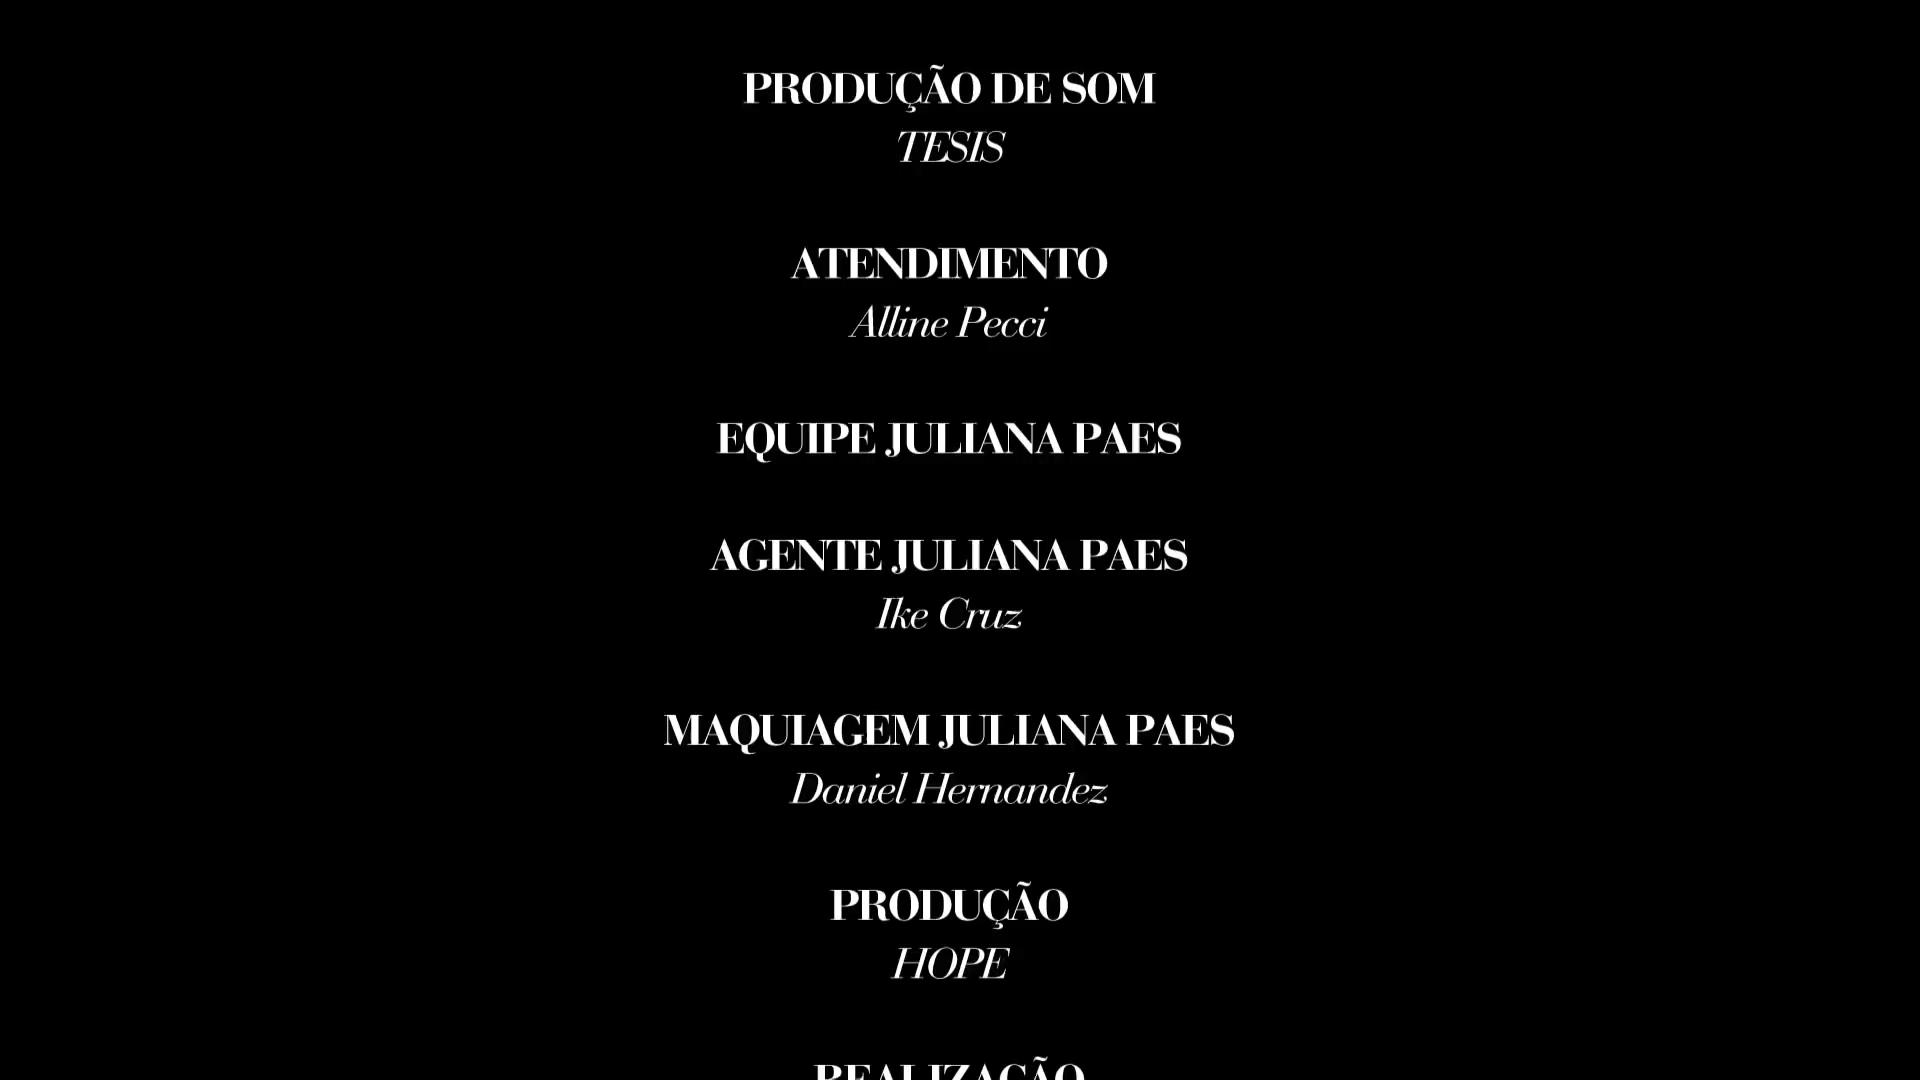 PRODUÇÃO DE SOM
TESIS
ATENDIMENTO
Alline Pecci
EQUIPE JULIANA PAES
AGENTE JULIANA PAES
Ike Cruz
MAQUIAGEM JULIANA PAES
Daniel Hernandez
PRODUÇÃO
HOPE
REALIZAÇÃO